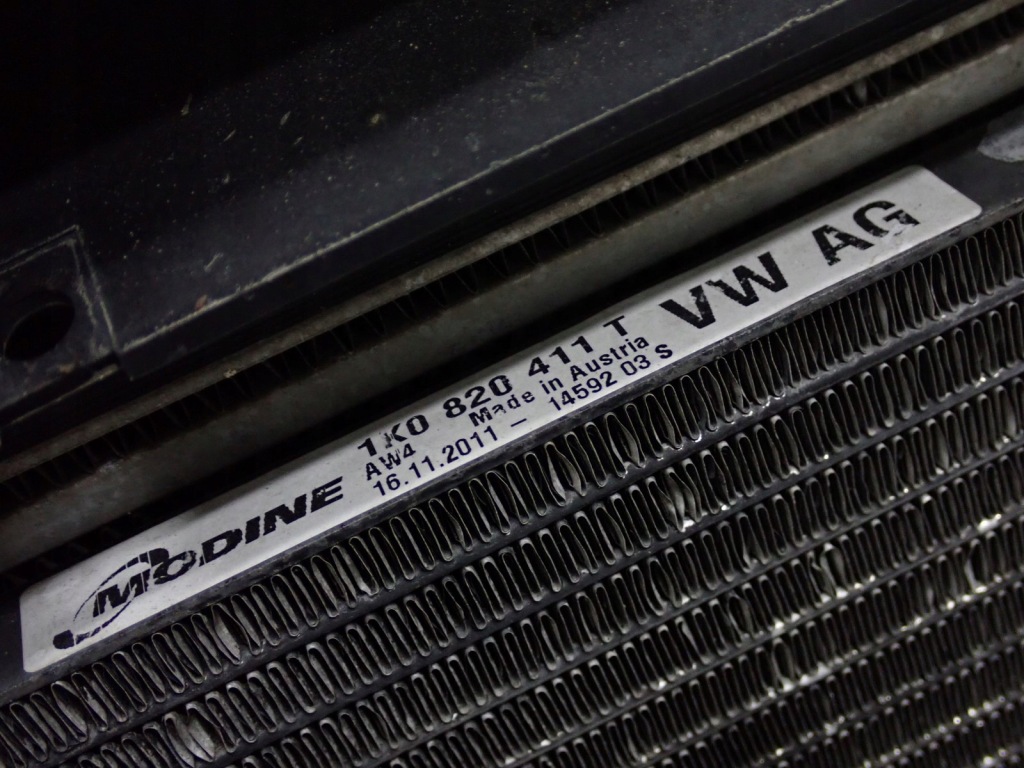 MODINE
1K0 820 411 T
AW4 Made in Austria
16.11.2011 - 14592 03 S
VW AG